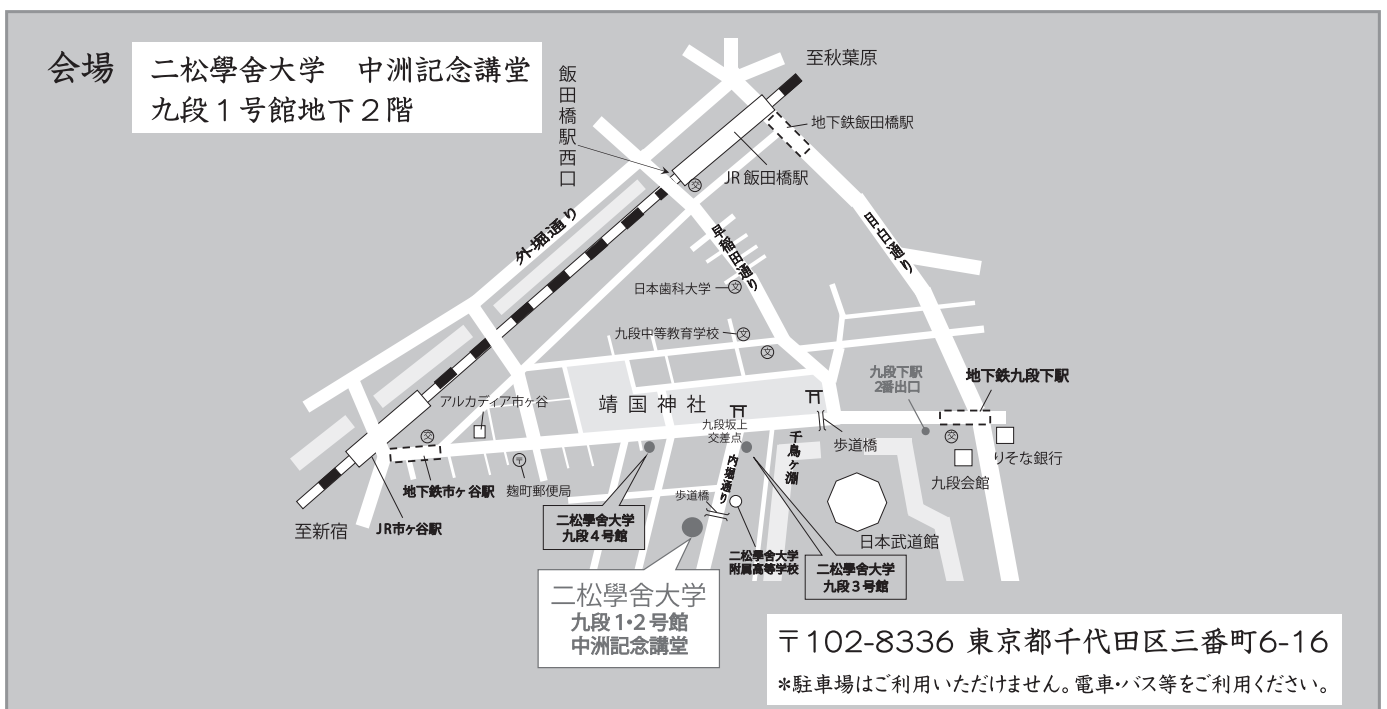 会場
二松學舍大学　中洲記念講堂
九段１号館地下２階
飯田橋駅西口
至秋葉原
地下鉄飯田橋駅
JR飯田橋駅
外堀通り
早稲田通り
目白通り
日本歯科大学
文
九段中等教育学校
文
文
九段下駅
2番出口
地下鉄九段下駅
アルカディア市ヶ谷
靖国神社
九段坂上
交差点
千鳥ヶ淵
歩道橋
交
交
交
りそな銀行
九段会館
〒
地下鉄市ヶ谷駅
麹町郵便局
内堀通り
歩道橋
至新宿
JR市ヶ谷駅
二松學舍大学
九段４号館
日本武道館
二松學舍大学
附属高等学校
二松學舍大学
九段３号館
二松學舍大学
九段1・2号館
中洲記念講堂
〒102-8336 東京都千代田区三番町6-16
*駐車場はご利用いただけません。電車・バス等をご利用ください。